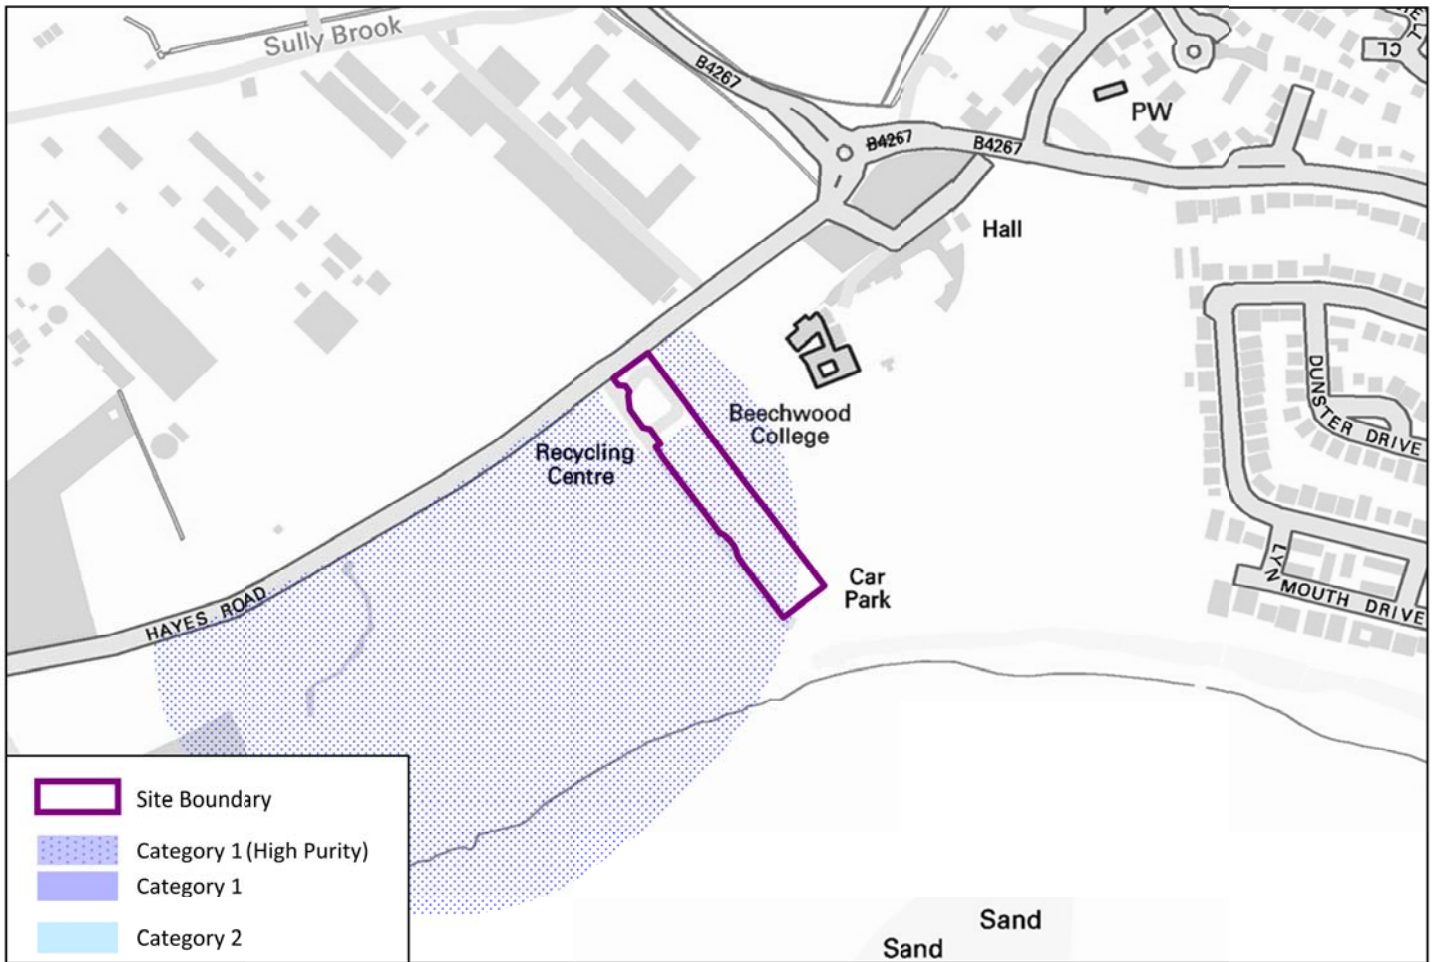 Sully Brook
B4267
B4267
B4267
PW
CL
Hall
Beechwood
College
Recycling
Centre
DUNSTER DRIVE
Car
Park
LYNMOUTH DRIVE
HAYES ROAD
Site Boundary
Category 1 (High Purity)
Category 1
Category 2
Sand
Sand